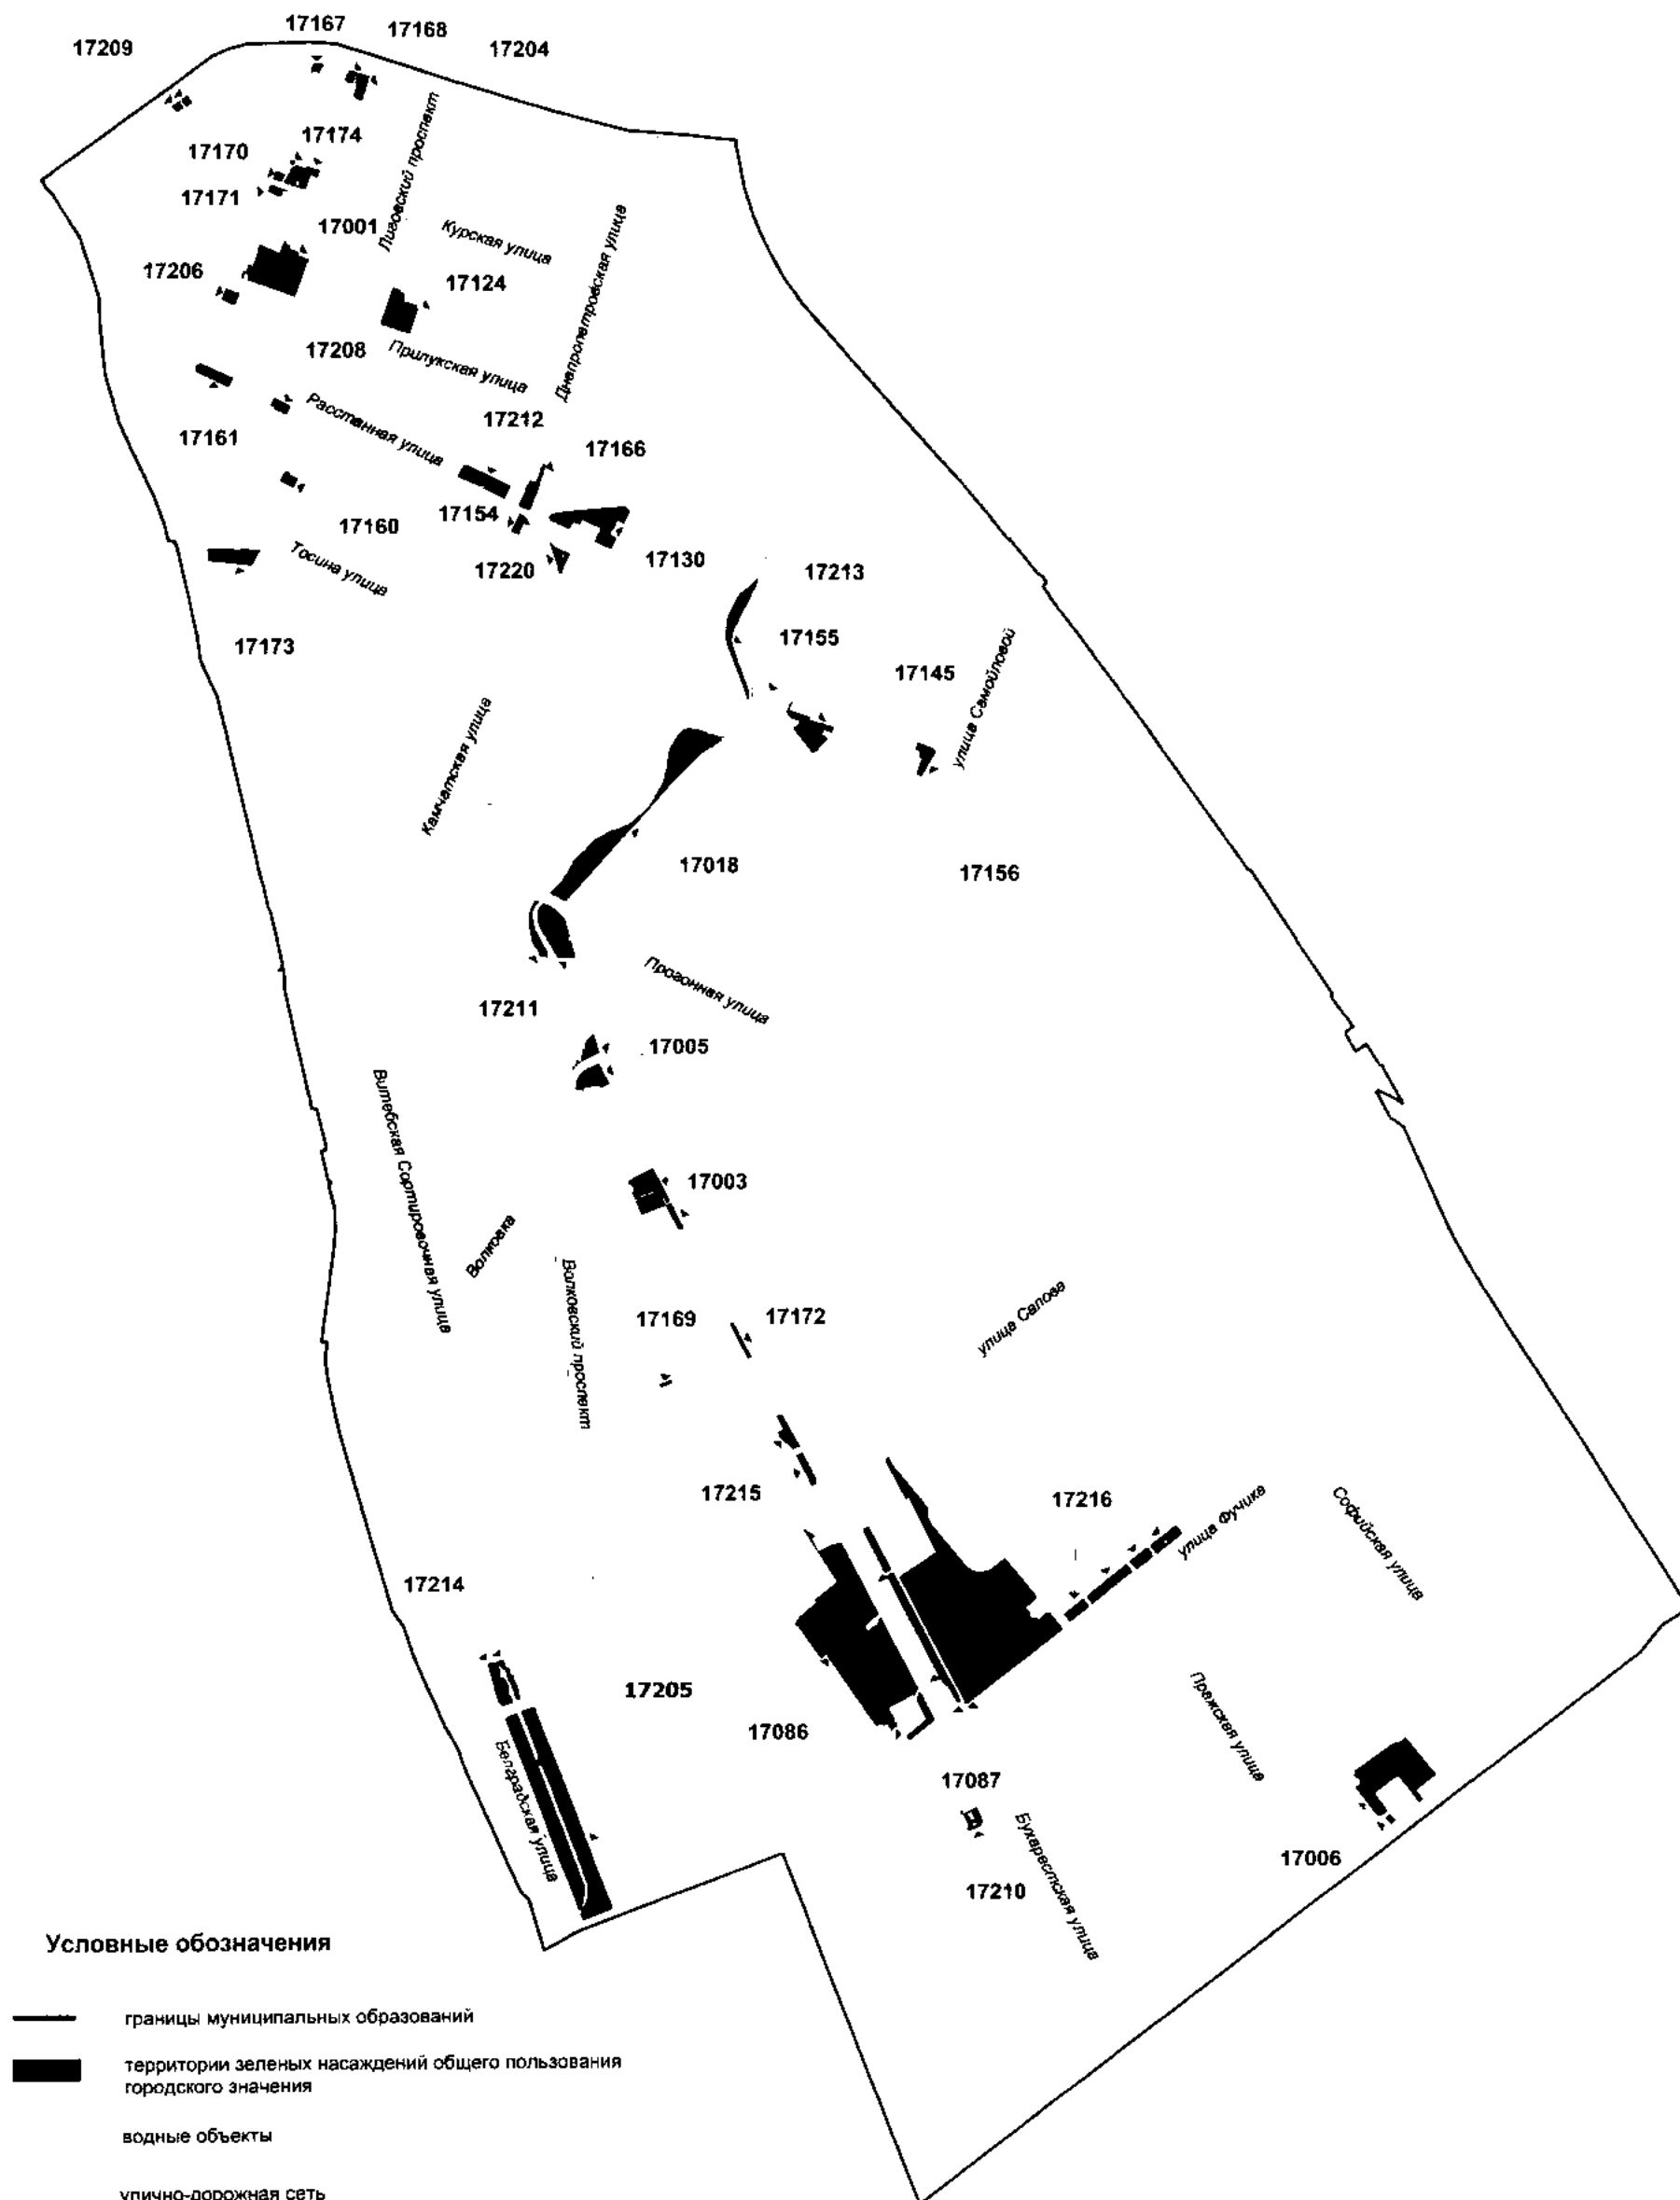 17167
17168
17209
17204
Лиговский проспект
17174
17170
17171
17001
Курская улица
Днепропетровская улица
17206
17124
17208
Прилукская улица
Расстанная улица
17212
17161
17166
17154
17160
Тосина улица
17220
17130
17213
17173
17155
17145
улица Самойловой
Камчатская улица
17018
17156
Прогонная улица
17211
17005
Витебская Сортировочная улица
17003
Волковка
Волковский проспект
17169
17172
улица Салова
17215
17216
улица Фучика
Софийская улица
17214
17205
17086
Пражская улица
Белградская улица
17087
Бухарестская улица
17006
17210
Условные обозначения
границы муниципальных образований
территории зеленых насаждений общего пользования
городского значения
водные объекты
улично-дорожная сеть